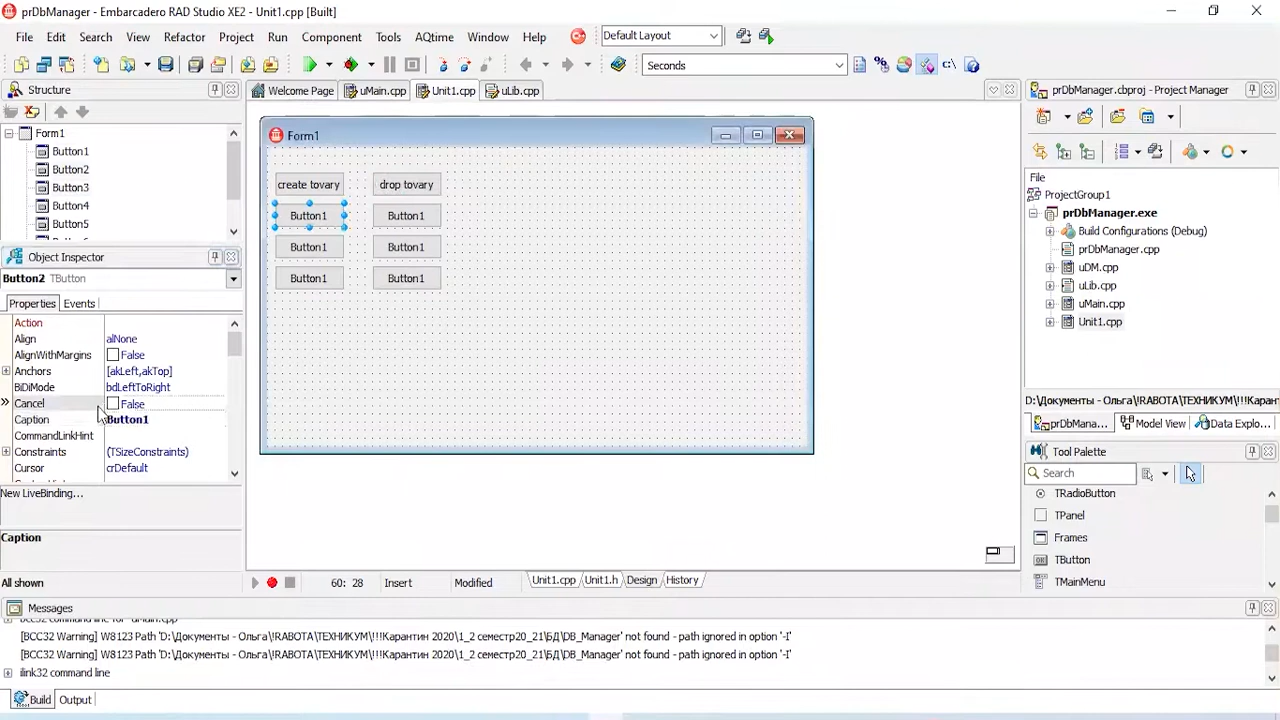 prDbManager - Embarcadero RAD Studio XE2 - Unit1.cpp [Built]
File Edit Search View Refactor Project Run Component Tools AQtime Window Help Default Layout
Seconds C:\
Structure
Form1
Button1
Button2
Button3
Button4
Button5
Object Inspector
Button2 TButton
Properties Events
Action
Align alNone
AlignWithMargins False
Anchors [akLeft,akTop]
BiDiMode bdLeftToRight
Cancel False
Caption Button1
CommandLinkHint
Constraints (TSizeConstraints)
Cursor crDefault
New LiveBinding...
Caption
All shown
Welcome Page uMain.cpp Unit1.cpp uLib.cpp
Form1
create tovary drop tovary
Button1 Button1
Button1 Button1
Button1 Button1
60: 28 Insert Modified Unit1.cpp Unit1.h Design History
prDbManager.cbproj - Project Manager
File
ProjectGroup1
prDbManager.exe
Build Configurations (Debug)
prDbManager.cpp
uDM.cpp
uLib.cpp
uMain.cpp
Unit1.cpp
D:\Документы - Ольга\!RABOTA\ТЕХНИКУМ\!!!Каран
prDbMana... Model View Data Explo...
Tool Palette
Search
TRadioButton
TPanel
Frames
TButton
TMainMenu
Messages
[BCC32 Warning] W8123 Path 'D:\Документы - Ольга\!RABOTA\ТЕХНИКУМ\!!!Карантин 2020\1_2 семестр20_21\БД\DB_Manager' not found - path ignored in option '-I'
[BCC32 Warning] W8123 Path 'D:\Документы - Ольга\!RABOTA\ТЕХНИКУМ\!!!Карантин 2020\1_2 семестр20_21\БД\DB_Manager' not found - path ignored in option '-I'
ilink32 command line
Build Output